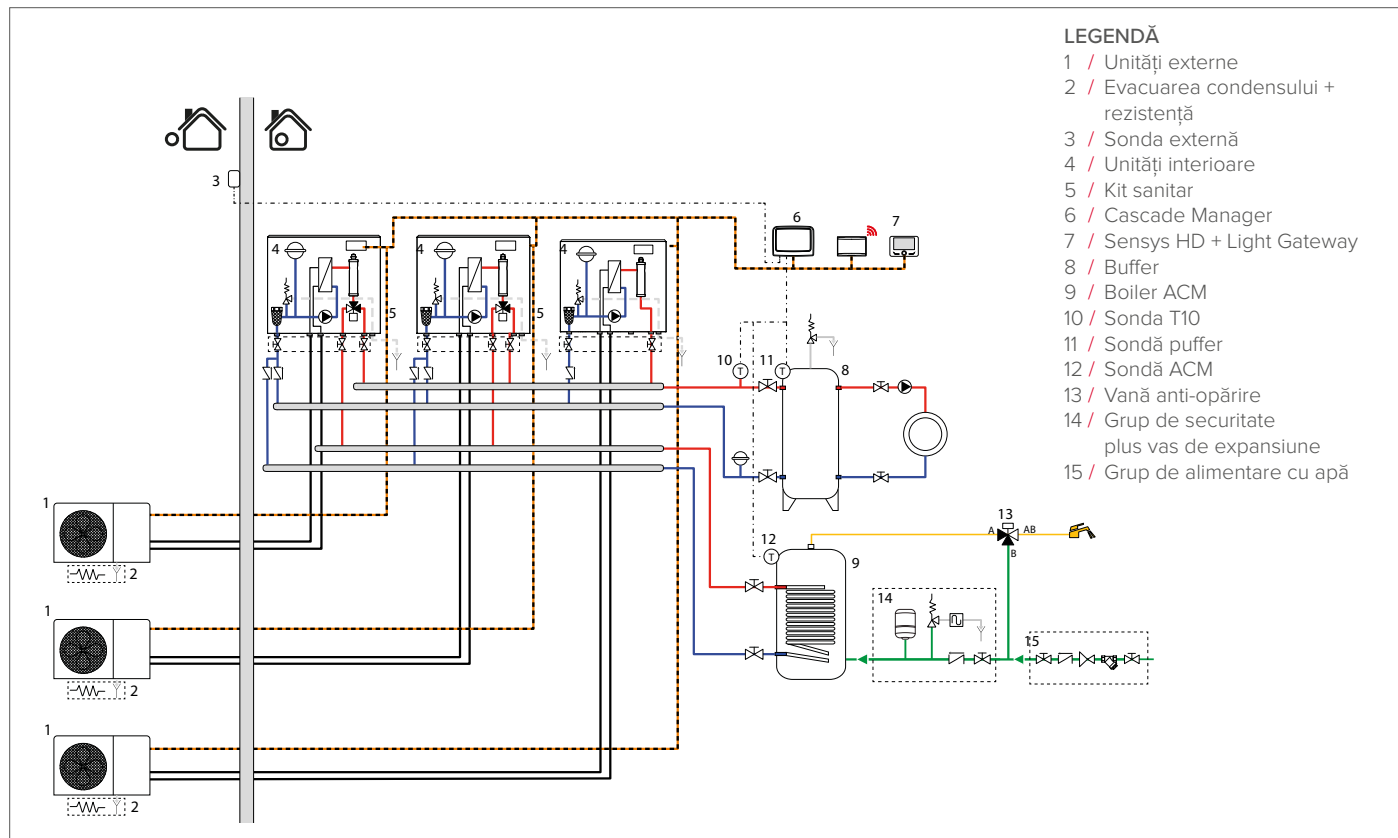 LEGENDĂ
1 / Unități externe
2 / Evacuarea condensului +
rezistență
3 / Sonda externă
4 / Unități interioare
5 / Kit sanitar
6 / Cascade Manager
7 / Sensys HD + Light Gateway
8 / Buffer
9 / Boiler ACM
10 / Sonda T10
11 / Sondă puffer
12 / Sondă ACM
13 / Vană anti-opărire
14 / Grup de securitate
plus vas de expansiune
15 / Grup de alimentare cu apă
3
6
7
4
4
4
5
5
10
T
11
T
8
1
2
12
T
9
13
A
AB
B
14
15
1
2
1
2